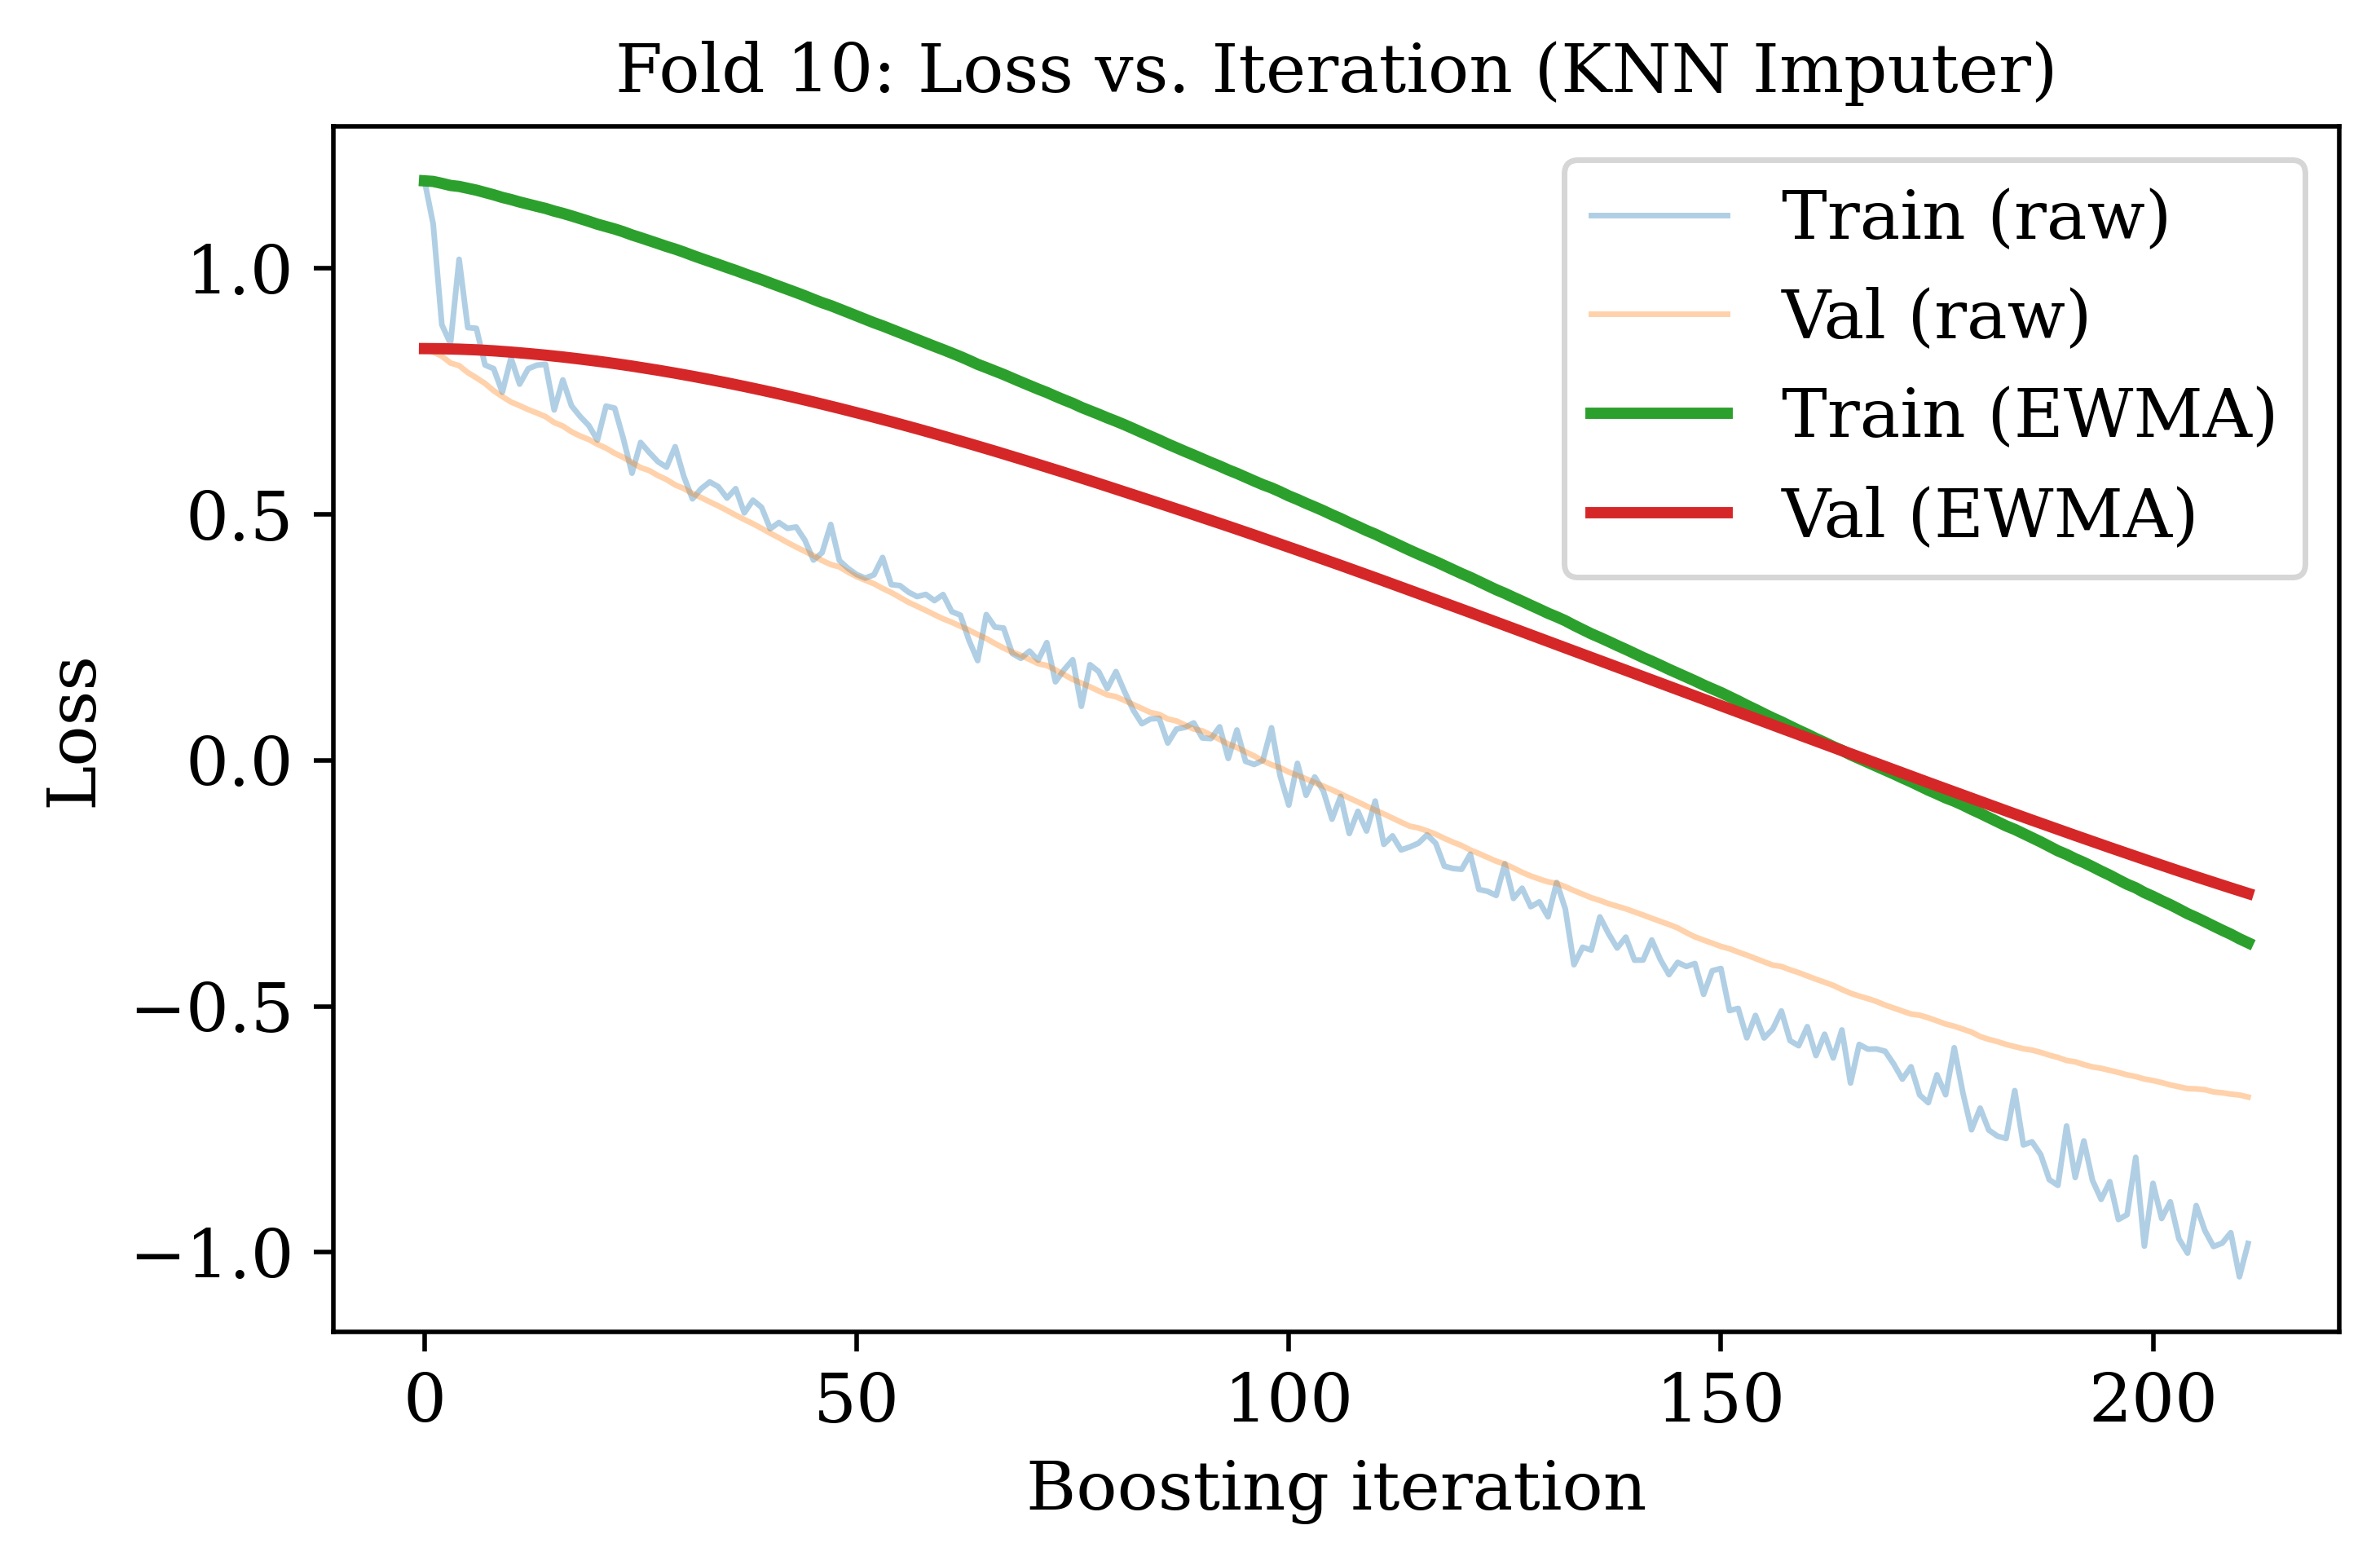 Fold 10: Loss vs. Iteration (KNN Imputer)
Train (raw)
Val (raw)
Train (EWMA)
Val (EWMA)
Loss
1.0
0.5
0.0
−0.5
−1.0
0 50 100 150 200
Boosting iteration